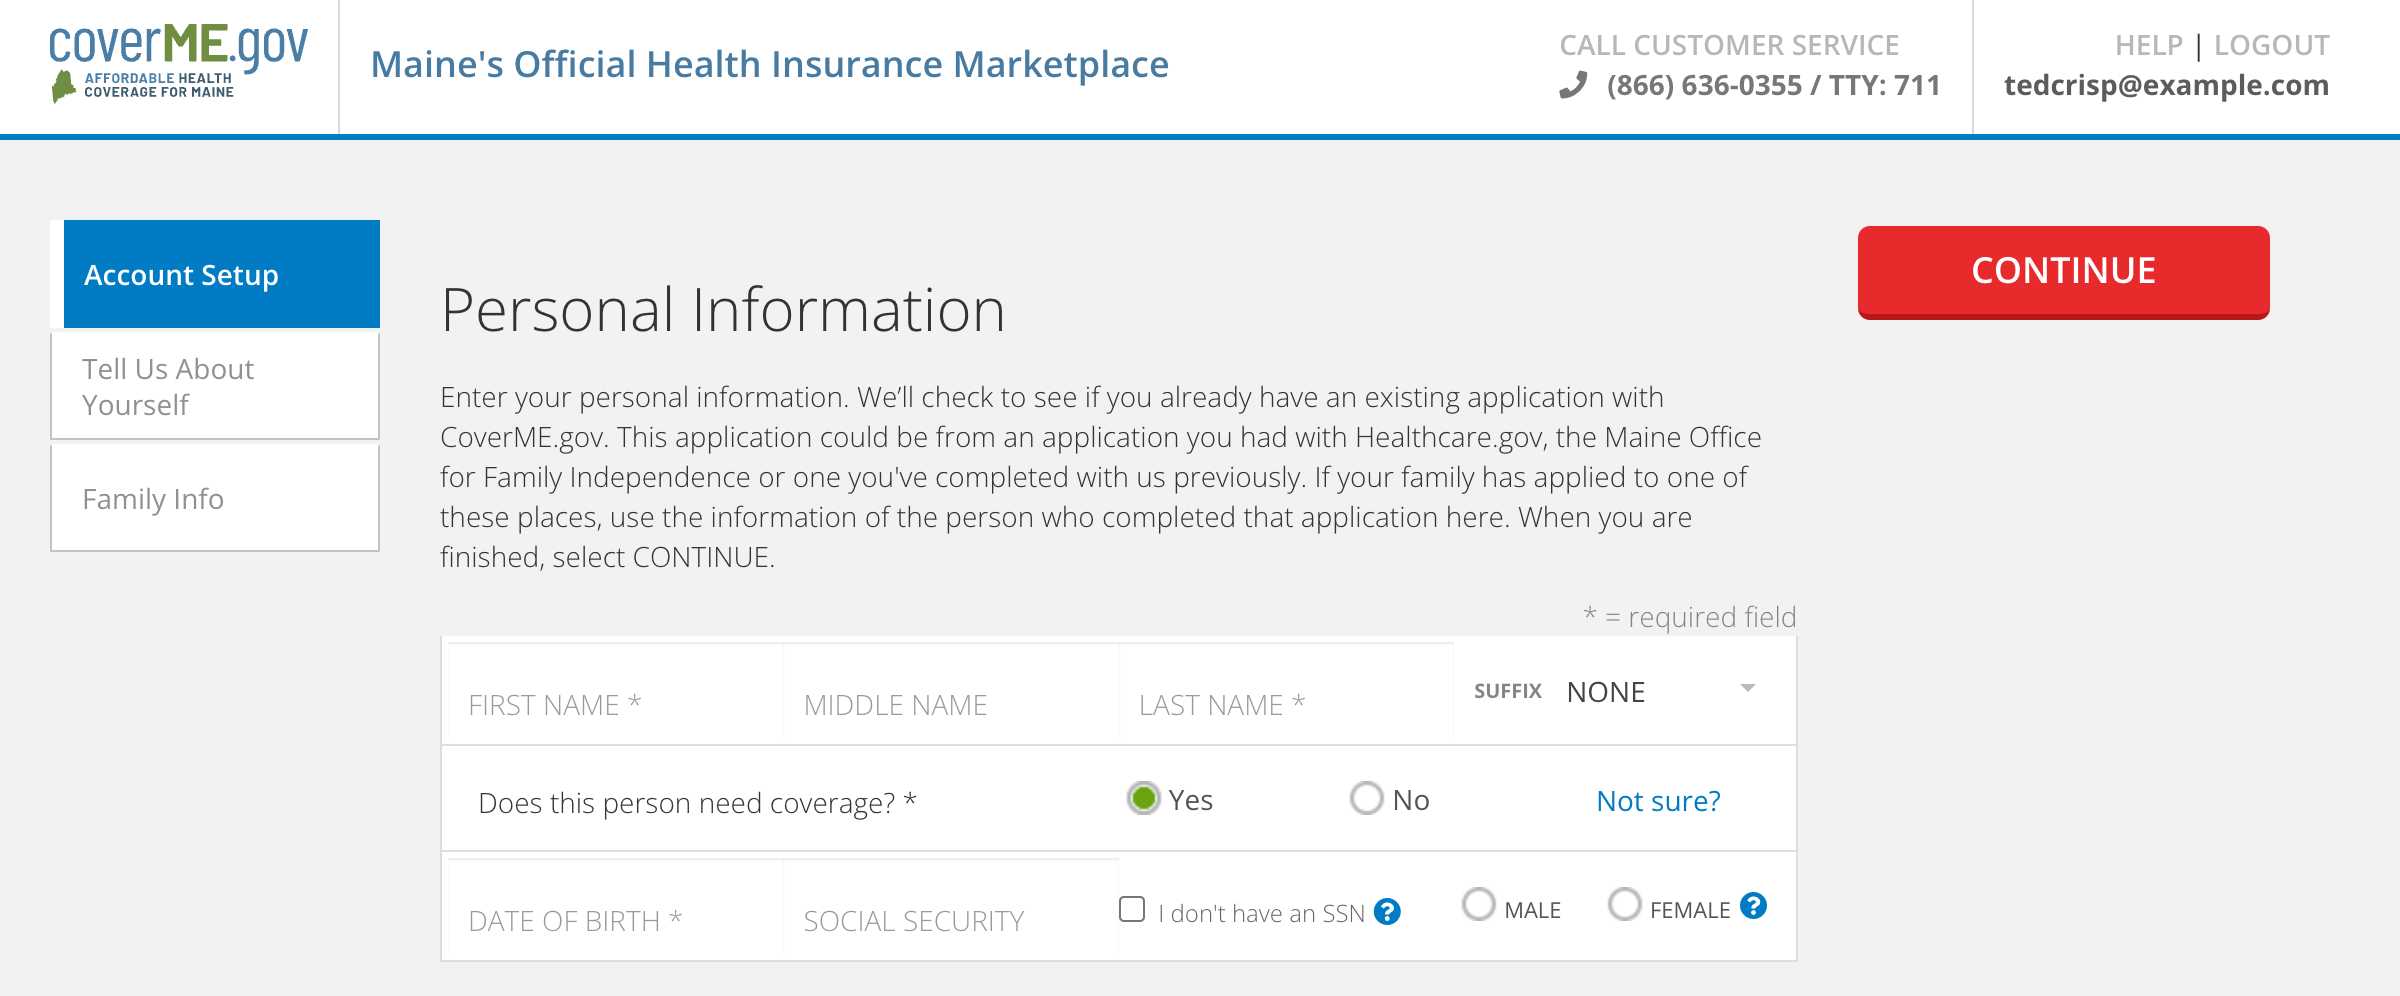 coverME.gov
AFFORDABLE HEALTH
COVERAGE FOR MAINE
Maine's Official Health Insurance Marketplace
CALL CUSTOMER SERVICE
(866) 636-0355 / TTY: 711
HELP | LOGOUT
tedcrisp@example.com
Account Setup
Tell Us About
Yourself
Family Info
CONTINUE
Personal Information
Enter your personal information. We’ll check to see if you already have an existing application with
CoverME.gov. This application could be from an application you had with Healthcare.gov, the Maine Office
for Family Independence or one you've completed with us previously. If your family has applied to one of
these places, use the information of the person who completed that application here. When you are
finished, select CONTINUE.
* = required field
FIRST NAME * MIDDLE NAME LAST NAME * SUFFIX NONE
Does this person need coverage? * Yes No Not sure?
DATE OF BIRTH * SOCIAL SECURITY I don't have an SSN ? MALE FEMALE ?